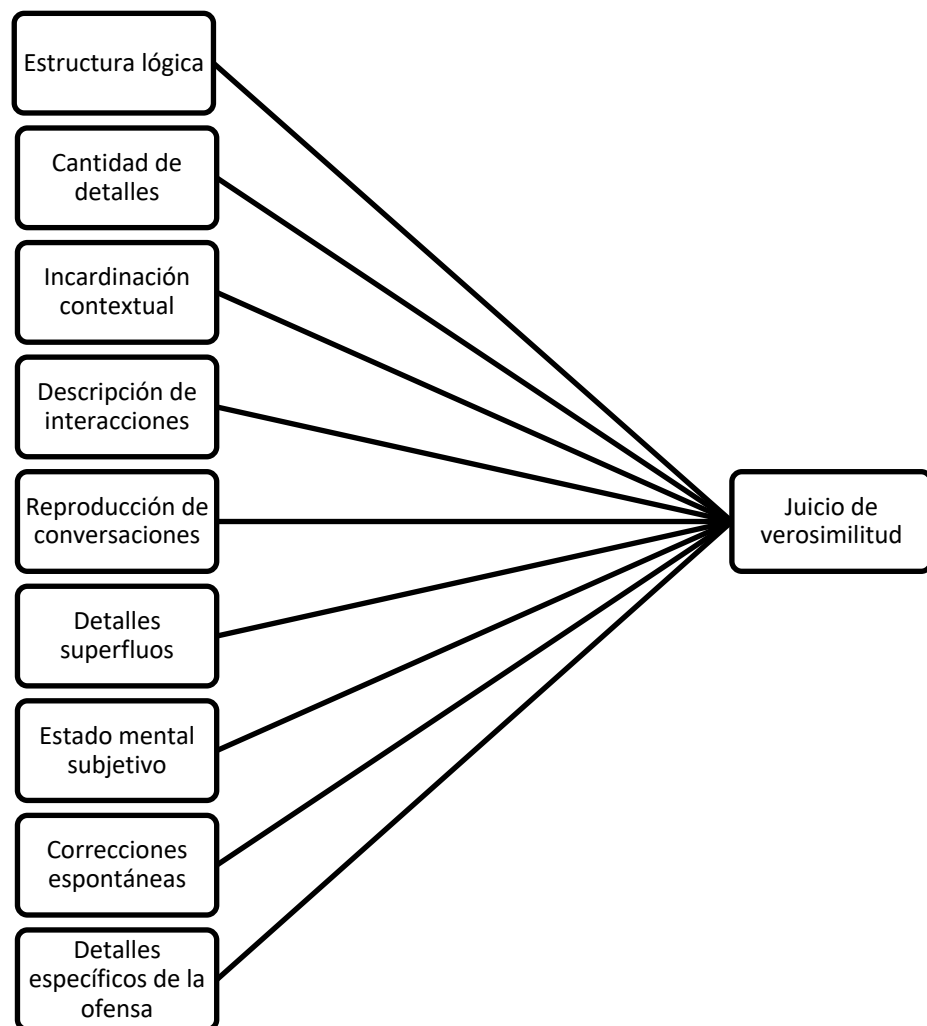 Estructura lógica
Cantidad de
detalles
Incardinación
contextual
Descripción de
interacciones
Reproducción de
conversaciones
Detalles
superfluos
Estado mental
subjetivo
Correcciones
espontáneas
Detalles
específicos de la
ofensa
Juicio de
verosimilitud